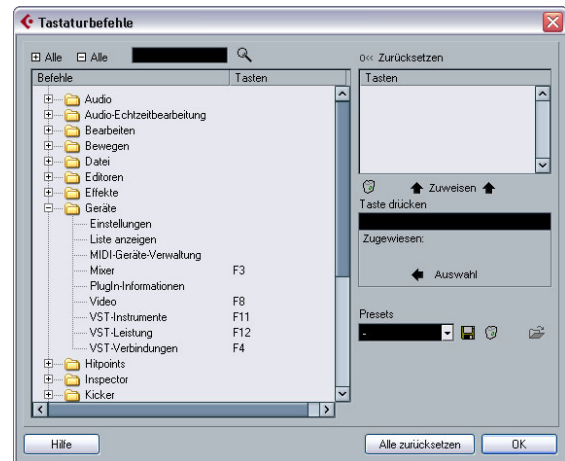 Tastaturbefehle
Alle Alle
Befehle Tasten
Audio
Audio-Echtzeitbearbeitung
Bearbeiten
Bewegen
Datei
Editoren
Effekte
Geräte
Einstellungen
Liste anzeigen
MIDI-Geräte-Verwaltung
Mixer F3
PlugIn-Informationen
Video F8
VST-Instrumente F11
VST-Leistung F12
VST-Verbindungen F4
Hitpoints
Inspector
Kicker
Zurücksetzen
Tasten
Zuweisen
Taste drücken
Zugewiesen:
Auswahl
Presets
-
Hilfe
Alle zurücksetzen
OK